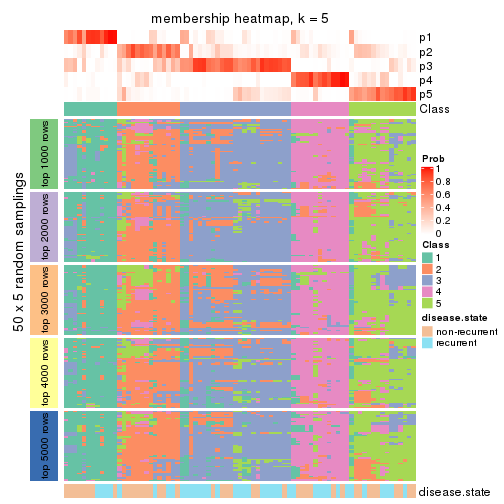 membership heatmap, k = 5
p1
p2
p3
p4
p5
Class
50 x 5 random samplings
top 1000 rows
top 2000 rows
top 3000 rows
top 4000 rows
top 5000 rows
disease.state
Prob
1
0.8
0.6
0.4
0.2
0
Class
1
2
3
4
5
disease.state
non-recurrent
recurrent